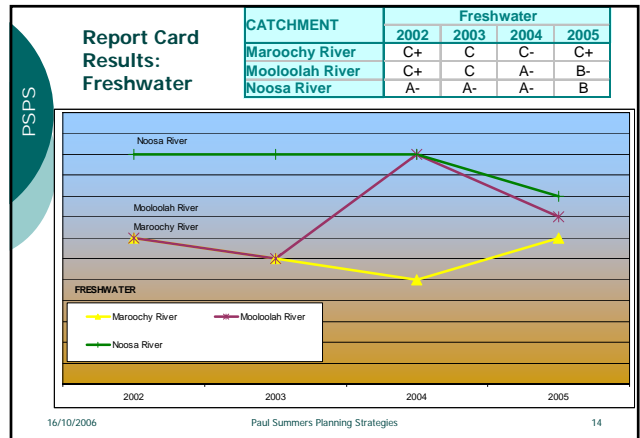 PSPS
Report Card
Results:
Freshwater
CATCHMENT Freshwater
2002 2003 2004 2005
Maroochy River C+ C C- C+
Mooloolah River C+ C A- B-
Noosa River A- A- A- B
Noosa River
Mooloolah River
Maroochy River
FRESHWATER
Maroochy River Mooloolah River
Noosa River
2002 2003 2004 2005
16/10/2006 Paul Summers Planning Strategies 14